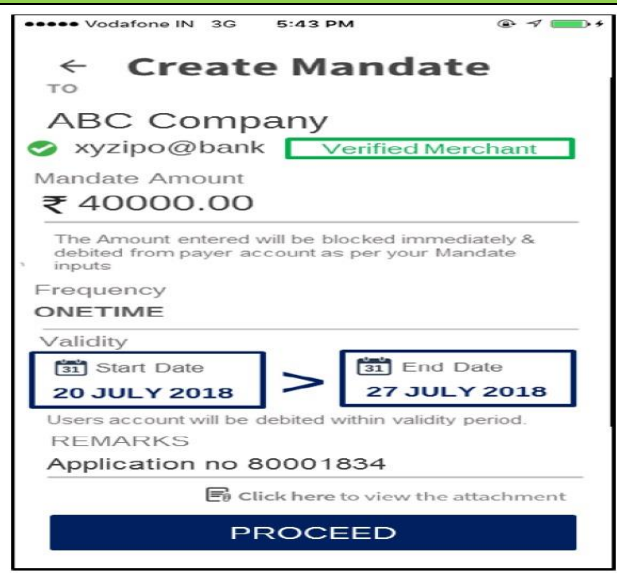 ●●●●● Vodafone IN 3G 5:43 PM
← Create Mandate
TO
ABC Company
xyzipo@bank Verified Merchant
Mandate Amount
₹ 40000.00
The Amount entered will be blocked immediately &
debited from payer account as per your Mandate
inputs
Frequency
ONETIME
Validity
31 Start Date > 31 End Date
20 JULY 2018 27 JULY 2018
Users account will be debited within validity period.
REMARKS
Application no 80001834
Click here to view the attachment
PROCEED